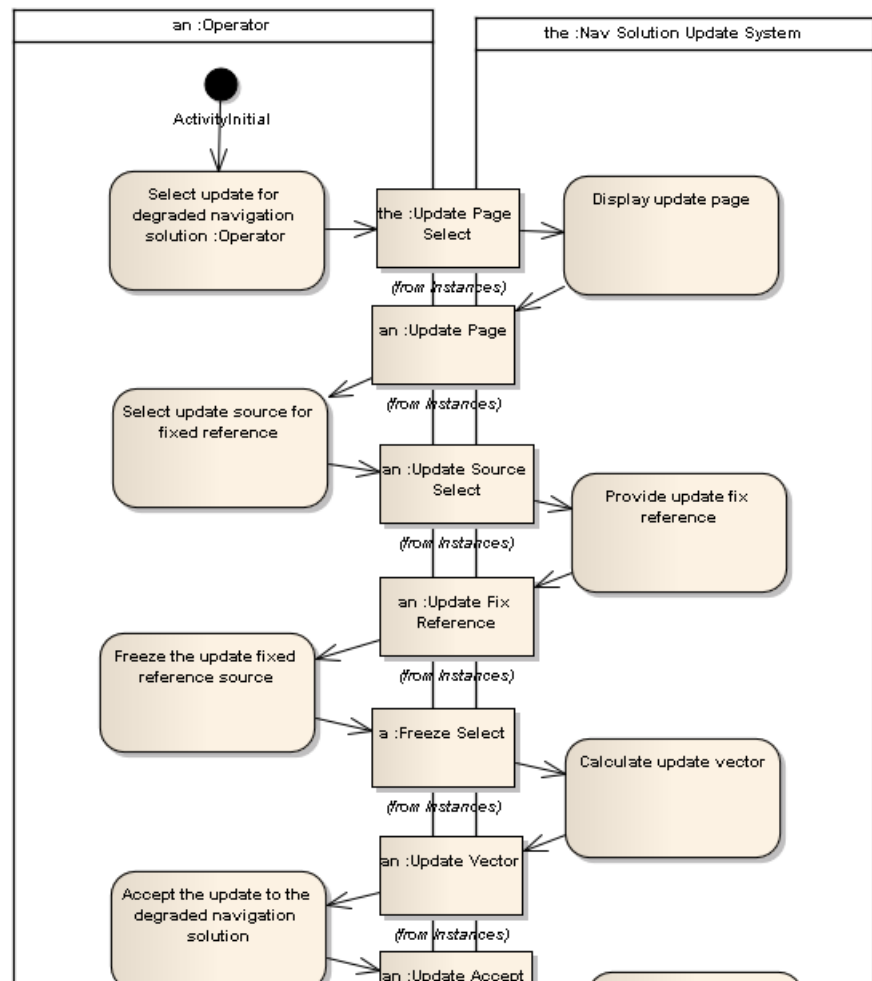 an :Operator
the :Nav Solution Update System
ActivityInitial
Select update for
degraded navigation
solution :Operator
the :Update Page
Select
Display update page
(from Instances)
an :Update Page
(from Instances)
Select update source for
fixed reference
an :Update Source
Select
Provide update fix
reference
(from Instances)
an :Update Fix
Reference
(from Instances)
Freeze the update fixed
reference source
a :Freeze Select
Calculate update vector
(from Instances)
an :Update Vector
Accept the update to the
degraded navigation
solution
(from Instances)
an :Update Accept